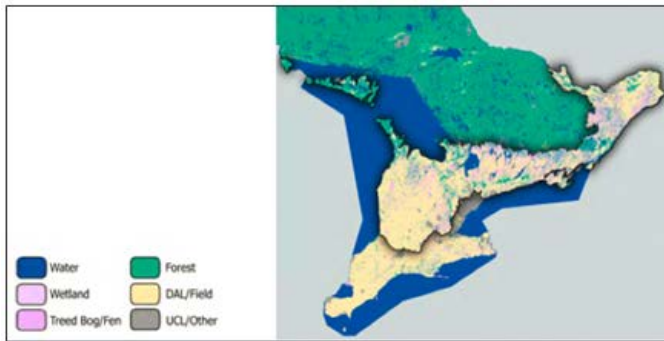 Water
Forest
Wetland
DAL/Field
Treed Bog/Fen
UCL/Other